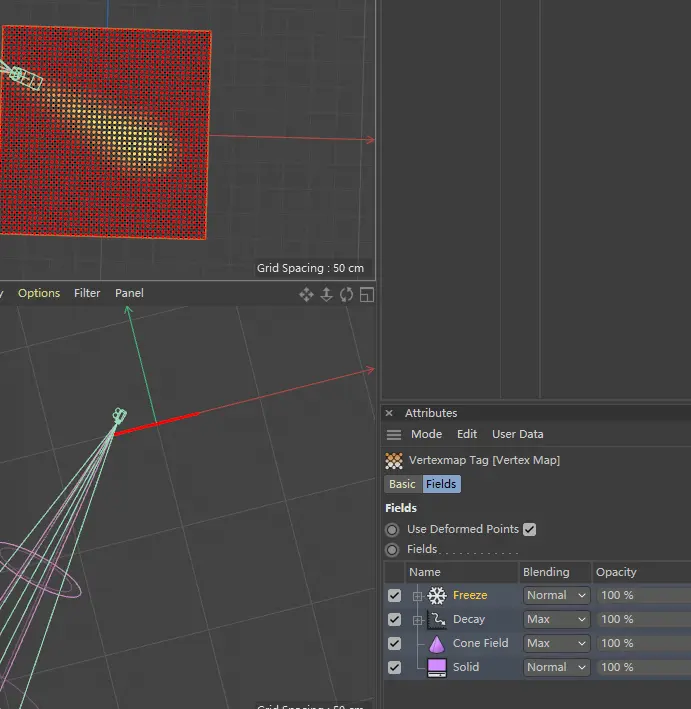 Grid Spacing : 50 cm
Options Filter Panel
Attributes
Mode Edit User Data
Vertexmap Tag [Vertex Map]
Basic Fields
Fields
Use Deformed Points
Fields
Name Blending Opacity
Freeze Normal 100 %
Decay Max 100 %
Cone Field Max 100 %
Solid Normal 100 %
Grid Spacing : 50 cm